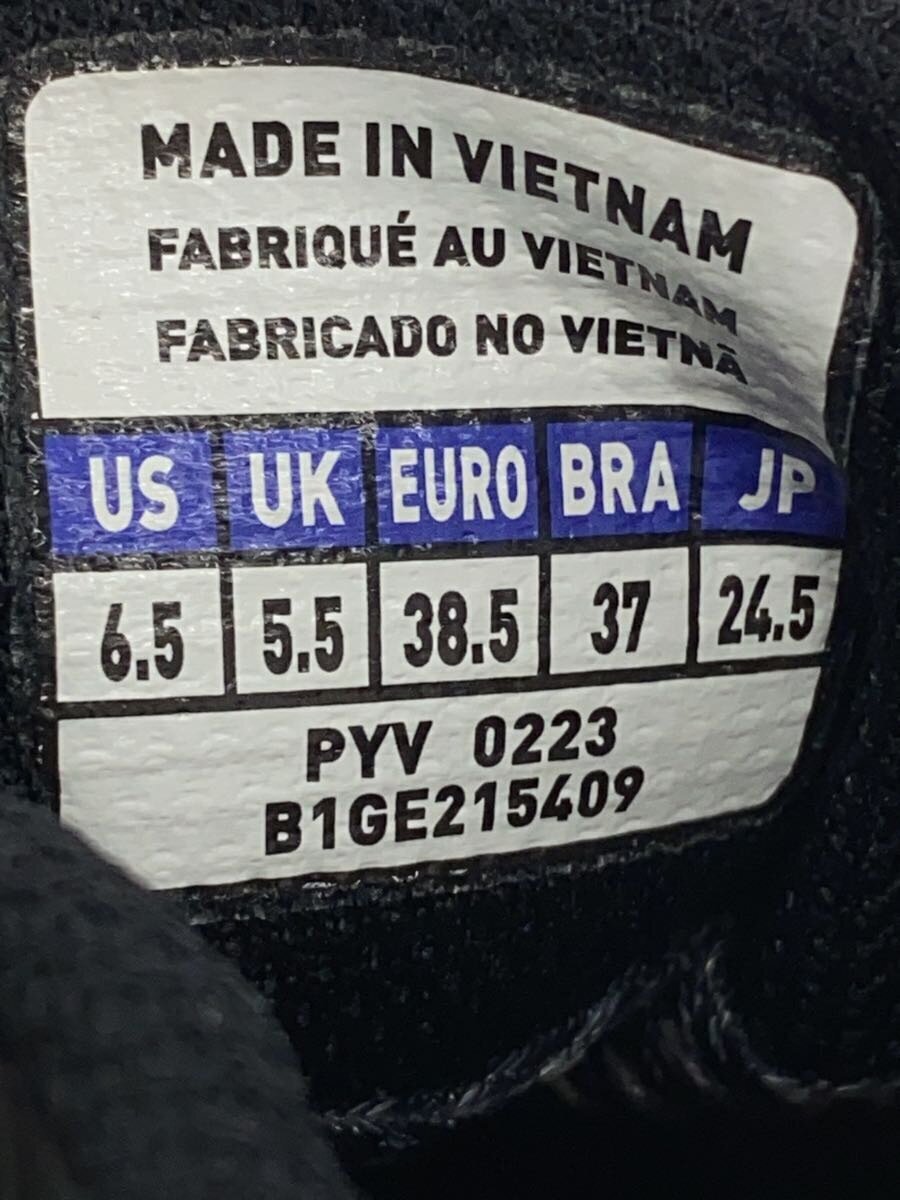 MADE IN VIETNAM
FABRIQUÉ AU VIETNAM
FABRICADO NO VIETNÃ
US UK EURO BRA JP
6.5 5.5 38.5 37 24.5
PYV 0223
B1GE215409